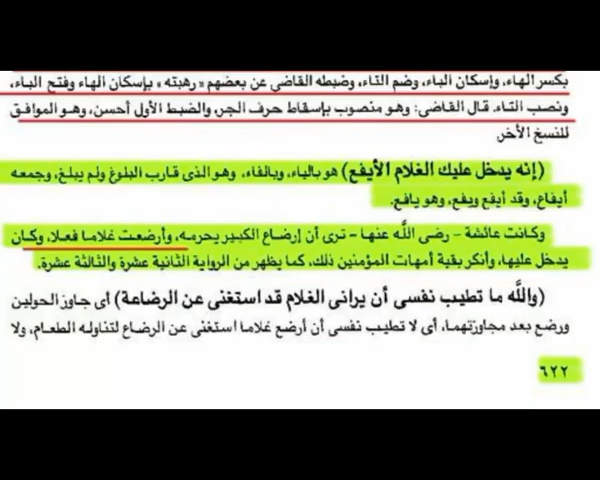 بكسر الهاء، وإسكان الباء، وضم التاء، وضبطه القاضى عن بعضهم «رهبته» بإسكان الهاء وفتح الباء،
ونصب التاء. قال القاضى: وهو منصوب بإسقاط حرف الجر، والضبط الأول أحسن، وهو الموافق
للنسخ الأخر.
(إنه يدخل عليك الغلام الأيفع) هو بالياء، وبالفاء، وهو الذى قارب البلوغ ولم يبلغ، وجمعه
أيفاع، وقد أيفع ويفع، وهو يافع.
وكانت عائشة - رضى الله عنها - ترى أن إرضاع الكبير يحرمه، وأرضعت غلاما فعلا، وكان
يدخل عليها، وأنكر بقية أمهات المؤمنين ذلك، كما يظهر من الرواية الثانية عشرة والثالثة عشرة.
(والله ما تطيب نفسى أن يرانى الغلام قد استغنى عن الرضاعة) أى جاوز الحولين
ورضع بعد مجاوزتهما، أى لا تطيب نفسى أن أرضع غلاما استغنى عن الرضاع لتناوله الطعام، ولا
٦٢٢